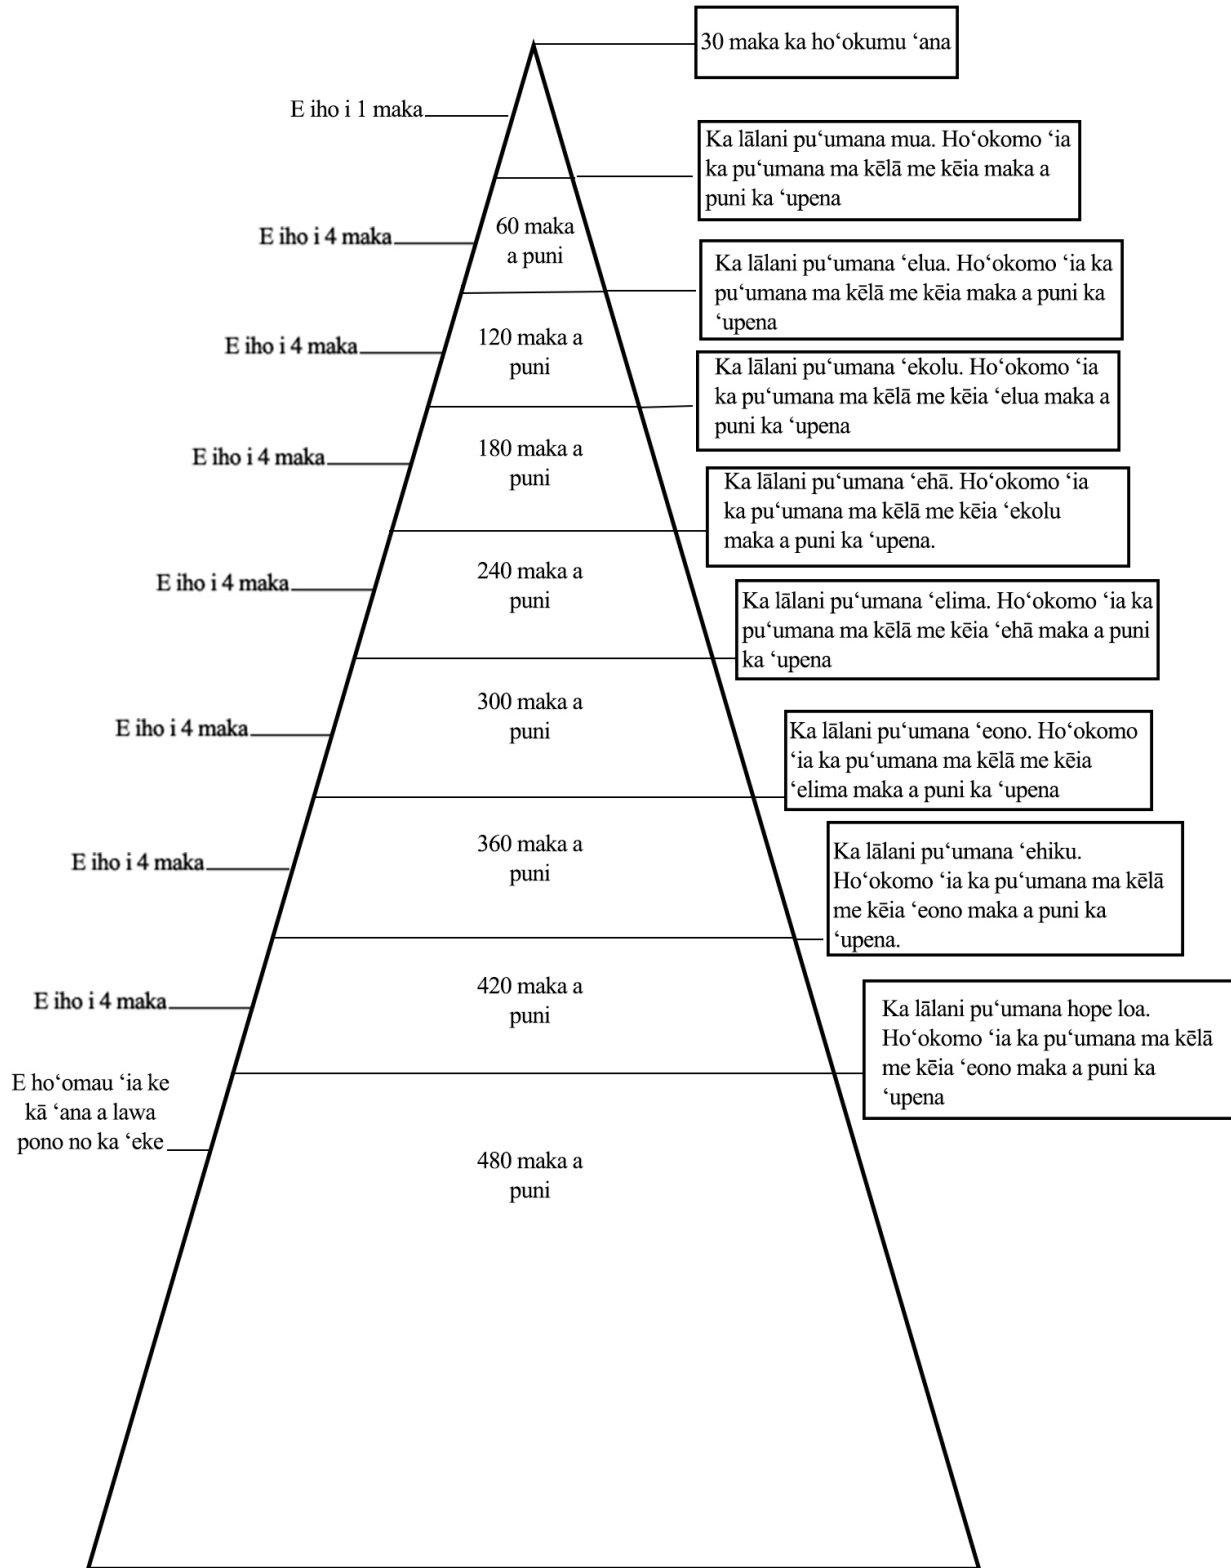 30 maka ka hoʻokumu ʻana
E iho i 1 maka
Ka lālani puʻumana mua. Hoʻokomo ʻia
ka puʻumana ma kēlā me kēia maka a
puni ka ʻupena
60 maka
a puni
E iho i 4 maka
Ka lālani puʻumana ʻelua. Hoʻokomo ʻia ka
puʻumana ma kēlā me kēia maka a puni ka
ʻupena
120 maka a
puni
E iho i 4 maka
Ka lālani puʻumana ʻekolu. Hoʻokomo ʻia
ka puʻumana ma kēlā me kēia ʻelua maka a
puni ka ʻupena
180 maka a
puni
E iho i 4 maka
Ka lālani puʻumana ʻehā. Hoʻokomo ʻia
ka puʻumana ma kēlā me kēia ʻekolu
maka a puni ka ʻupena.
240 maka a
puni
E iho i 4 maka
Ka lālani puʻumana ʻelima. Hoʻokomo ʻia ka
puʻumana ma kēlā me kēia ʻehā maka a puni
ka ʻupena
300 maka a
puni
E iho i 4 maka
Ka lālani puʻumana ʻeono. Hoʻokomo
ʻia ka puʻumana ma kēlā me kēia
ʻelima maka a puni ka ʻupena
360 maka a
puni
E iho i 4 maka
Ka lālani puʻumana ʻehiku.
Hoʻokomo ʻia ka puʻumana ma kēlā
me kēia ʻeono maka a puni ka
ʻupena.
420 maka a
puni
E iho i 4 maka
Ka lālani puʻumana hope loa.
Hoʻokomo ʻia ka puʻumana ma kēlā
me kēia ʻeono maka a puni ka
ʻupena
E hoʻomau ʻia ke
kā ʻana a lawa
pono no ka ʻeke
480 maka a
puni